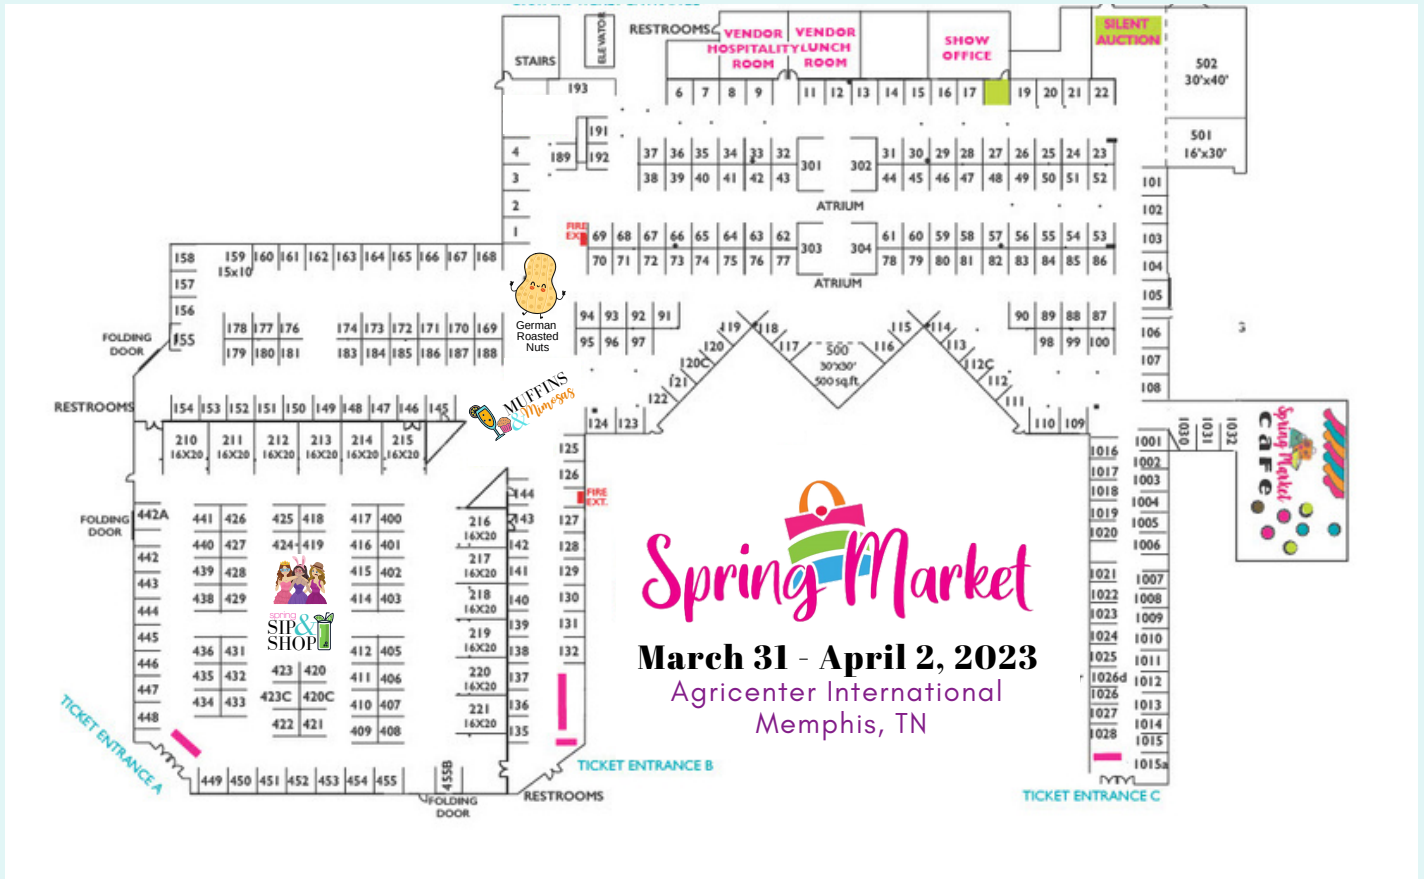 STAIRS
ELEVATOR
RESTROOMS
VENDOR
HOSPITALITY
ROOM
VENDOR
LUNCH
ROOM
SHOW
OFFICE
SILENT
AUCTION
502
30'x40'
501
16'x30'
193
6 7 8 9 11 12 13 14 15 16 17 19 20 21 22
191
189 192
4
3
2
1
37 36 35 34 33 32 301 302 31 30 29 28 27 26 25 24 23
38 39 40 41 42 43 44 45 46 47 48 49 50 51 52
ATRIUM
FIRE
EX
69 68 67 66 65 64 63 62 303 304 61 60 59 58 57 56 55 54 53
70 71 72 73 74 75 76 77 78 79 80 81 82 83 84 85 86
ATRIUM
101
102
103
104
105
106
107
108
158
157
156
155
159
15x10
160 161 162 163 164 165 166 167 168
German
Roasted
Nuts
FOLDING
DOOR
178 177 176 174 173 172 171 170 169
179 180 181 183 184 185 186 187 188
94 93 92 91
95 96 97
90 89 88 87
98 99 100
119 118 115 114
120 117 116 113
120C 112C
121 112
122 111
500
30'x30'
500 sq.ft.
RESTROOMS
154 153 152 151 150 149 148 147 146 145
MUFFINS
& Mimosas
124 123
110 109
210 211 212 213 214 215
16X20 16X20 16X20 16X20 16X20 16X20
125
126
FIRE
EXT.
127
128
129
130
131
132
144
143
142
141
140
139
138
137
136
135
216
16X20
217
16X20
218
16X20
219
16X20
220
16X20
221
16X20
FOLDING
DOOR
442A
442
443
444
445
446
447
448
441 426 425 418 417 400
440 427 424 419 416 401
439 428 415 402
438 429 414 403
spring
SIP&
SHOP
436 431 412 405
435 432 423 420 411 406
434 433 423C 420C 410 407
422 421 409 408
TICKET ENTRANCE A
449 450 451 452 453 454 455
455B
FOLDING
DOOR
RESTROOMS
TICKET ENTRANCE B
Spring Market
March 31 - April 2, 2023
Agricenter International
Memphis, TN
1016
1017
1018
1019
1020
1021
1022
1023
1024
1025
1026d
1026
1027
1028
1001
1002
1003
1004
1005
1006
1007
1008
1009
1010
1011
1012
1013
1014
1015
1015a
1030
1031
1032
Spring Market
cafe
TICKET ENTRANCE C